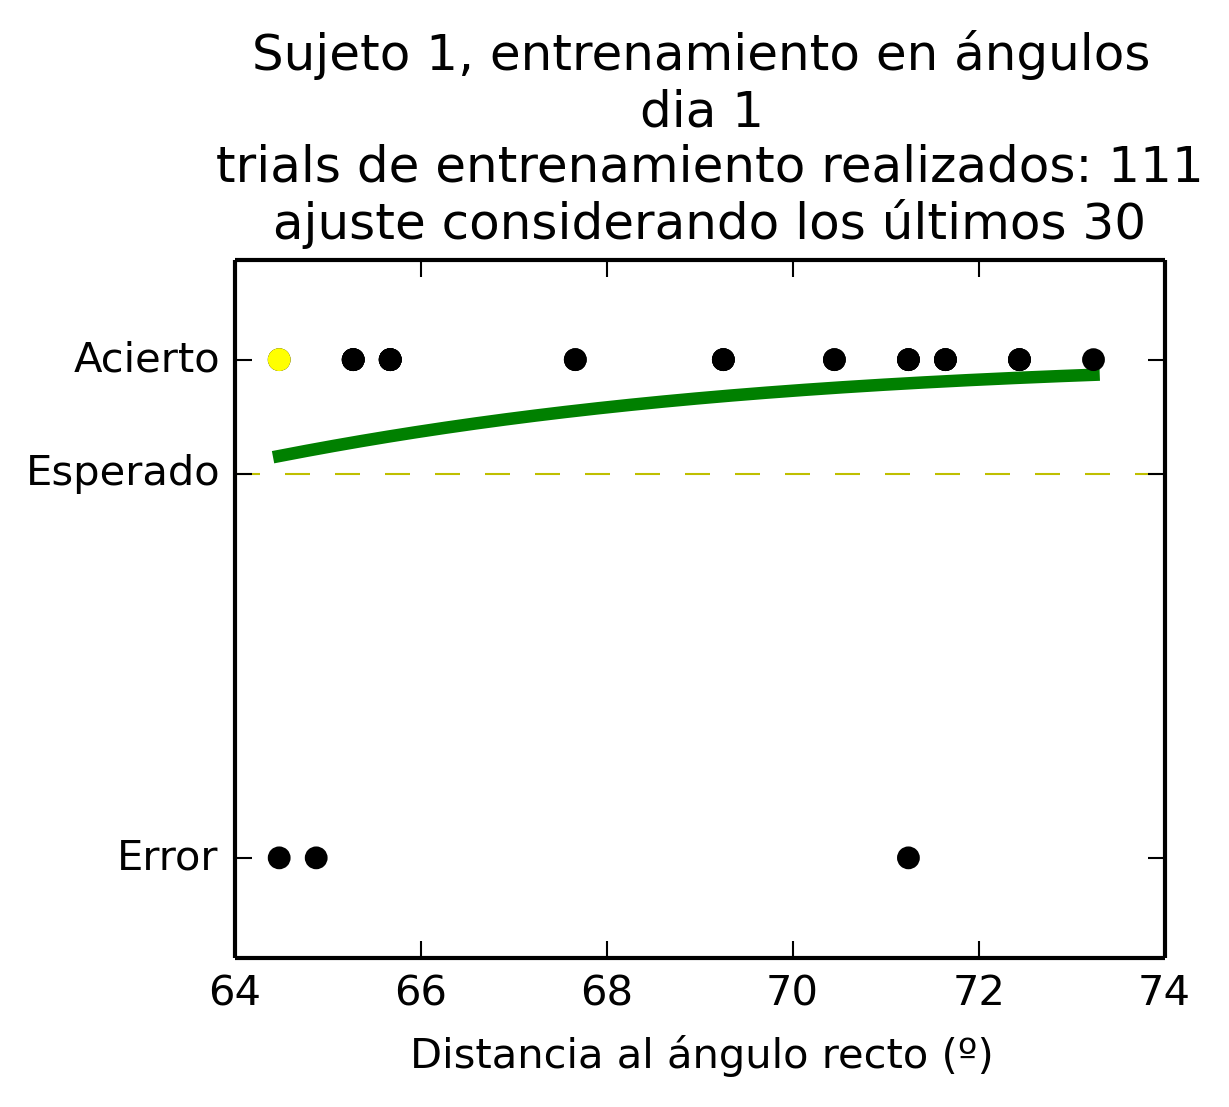 Sujeto 1, entrenamiento en ángulos
dia 1
trials de entrenamiento realizados: 111
ajuste considerando los últimos 30
Acierto
Esperado
Error
64 66 68 70 72 74
Distancia al ángulo recto (º)